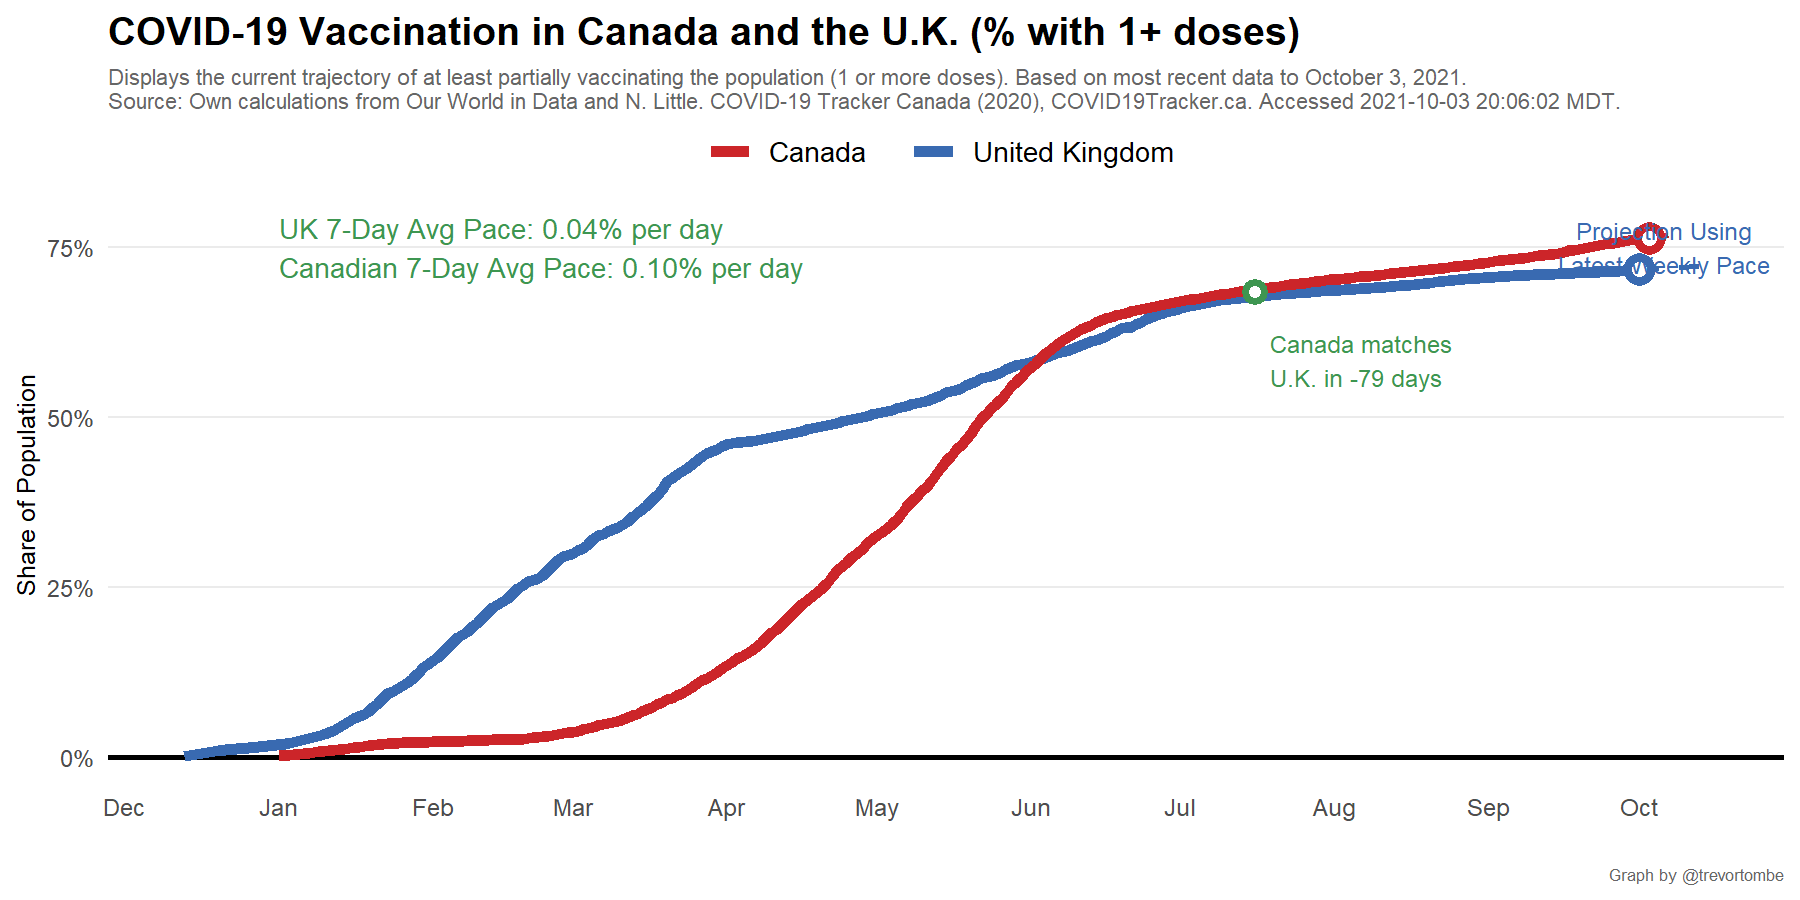 COVID-19 Vaccination in Canada and the U.K. (% with 1+ doses)
Displays the current trajectory of at least partially vaccinating the population (1 or more doses). Based on most recent data to October 3, 2021.
Source: Own calculations from Our World in Data and N. Little. COVID-19 Tracker Canada (2020), COVID19Tracker.ca. Accessed 2021-10-03 20:06:02 MDT.
Canada
United Kingdom
UK 7-Day Avg Pace: 0.04% per day
Canadian 7-Day Avg Pace: 0.10% per day
Projection Using
Latest Weekly Pace
Canada matches
U.K. in -79 days
Share of Population
75%
50%
25%
0%
Dec
Jan
Feb
Mar
Apr
May
Jun
Jul
Aug
Sep
Oct
Graph by @trevortombe